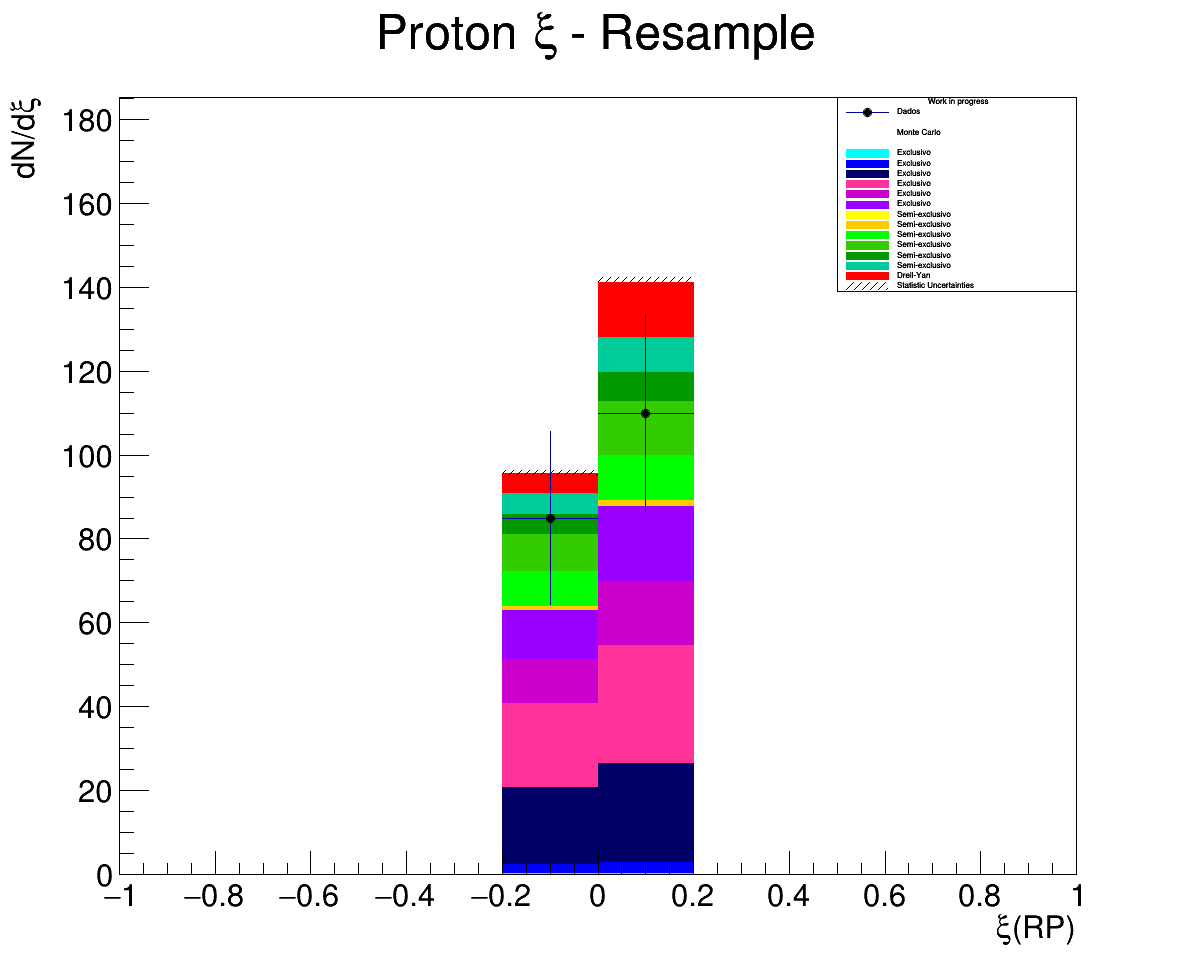 Proton ξ - Resample
dN/dξ
180
160
140
120
100
80
60
40
20
0
−1
−0.8
−0.6
−0.4
−0.2
0
0.2
0.4
0.6
0.8
1
ξ(RP)
Work in progress
Dados
Monte Carlo
Exclusivo
Exclusivo
Exclusivo
Exclusivo
Exclusivo
Exclusivo
Semi-exclusivo
Semi-exclusivo
Semi-exclusivo
Semi-exclusivo
Semi-exclusivo
Semi-exclusivo
Drell-Yan
Statistic Uncertainties